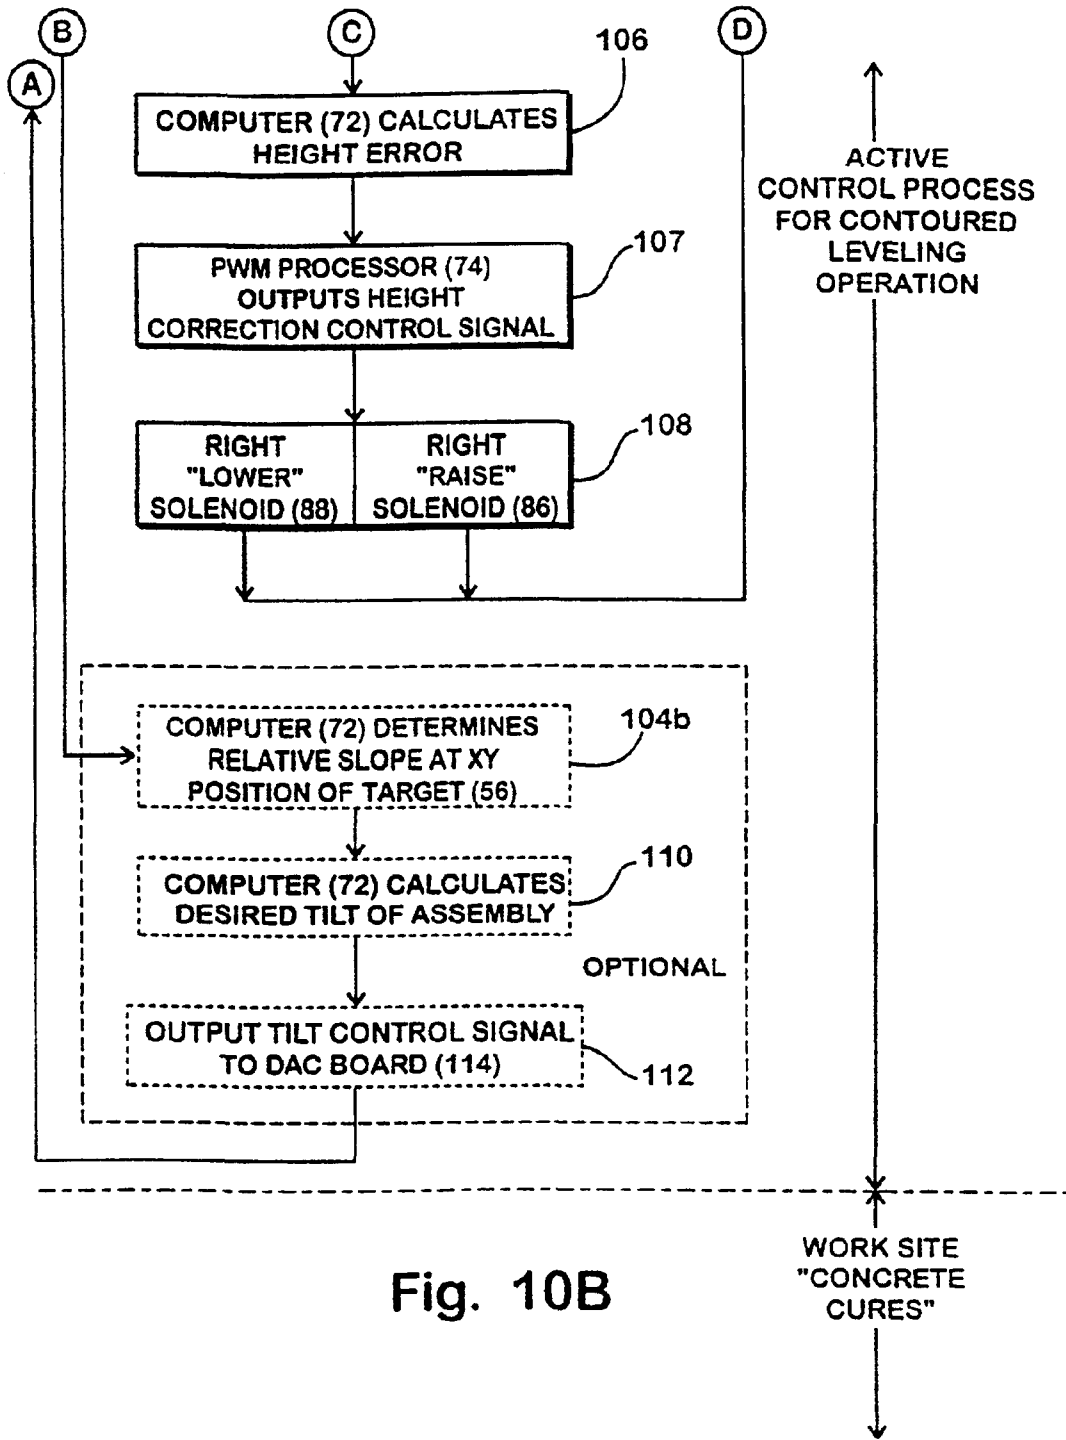 B
C
D
A
106
COMPUTER (72) CALCULATES
HEIGHT ERROR
ACTIVE
CONTROL PROCESS
FOR CONTOURED
LEVELING
OPERATION
107
PWM PROCESSOR (74)
OUTPUTS HEIGHT
CORRECTION CONTROL SIGNAL
108
RIGHT
"LOWER"
SOLENOID (88)
RIGHT
"RAISE"
SOLENOID (86)
104b
COMPUTER (72) DETERMINES
RELATIVE SLOPE AT XY
POSITION OF TARGET (56)
110
COMPUTER (72) CALCULATES
DESIRED TILT OF ASSEMBLY
OPTIONAL
OUTPUT TILT CONTROL SIGNAL
TO DAC BOARD (114)
112
WORK SITE
"CONCRETE
CURES"
Fig. 10B